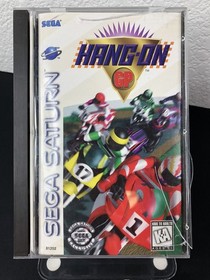 HANG-ON
GP
SEGA SATURN
17
1
K-A
SEGA